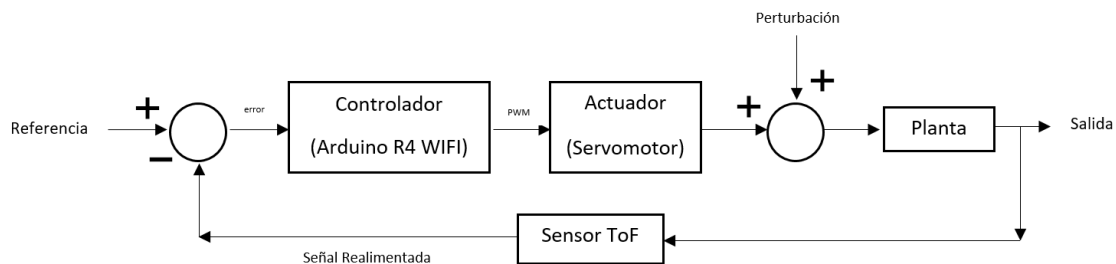 Perturbación
Referencia
+
−
error
Controlador
(Arduino R4 WIFI)
PWM
Actuador
(Servomotor)
+
+
Planta
Salida
Sensor ToF
Señal Realimentada